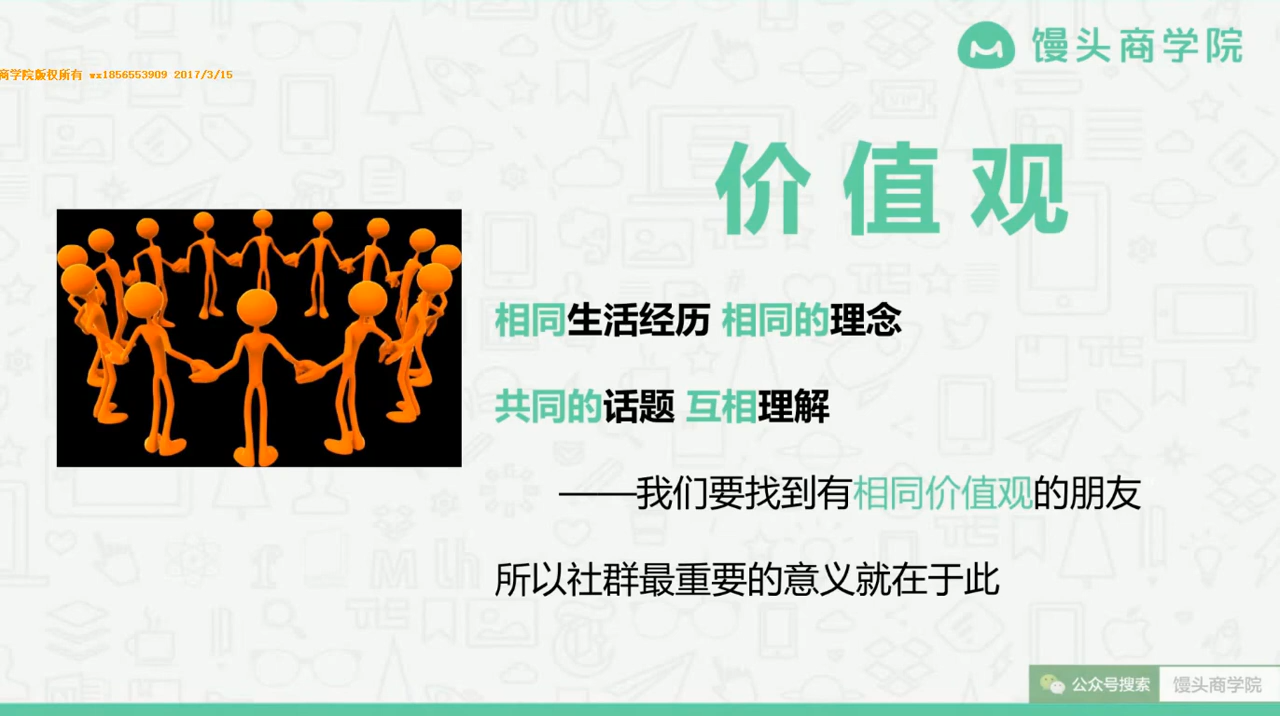 馒头商学院
商学院版权所有 wx1856553909 2017/3/15
价值观
相同生活经历 相同的理念
共同的话题 互相理解
——我们要找到有相同价值观的朋友
所以社群最重要的意义就在于此
公众号搜索 馒头商学院